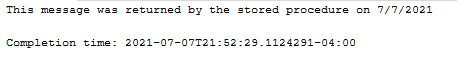 This message was returned by the stored procedure on 7/7/2021
Completion time: 2021-07-07T21:52:29.1124291-04:00